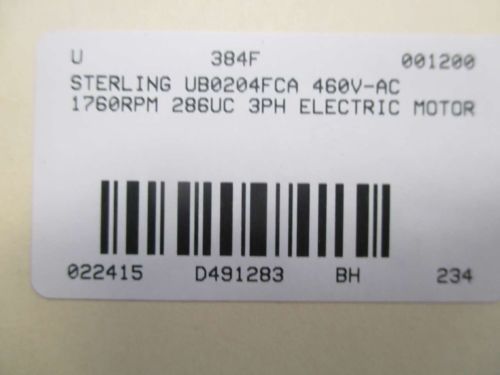 U 384F 001200
STERLING UB0204FCA 460V-AC
1760RPM 286UC 3PH ELECTRIC MOTOR
022415 D491283 BH 234